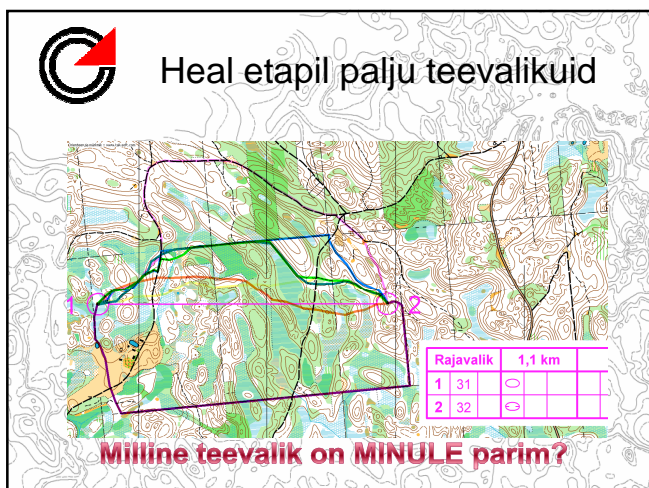 Heal etapil palju teevalikuid
1
2
Rajavalik 1,1 km
1 31
2 32
Milline teevalik on MINULE parim?